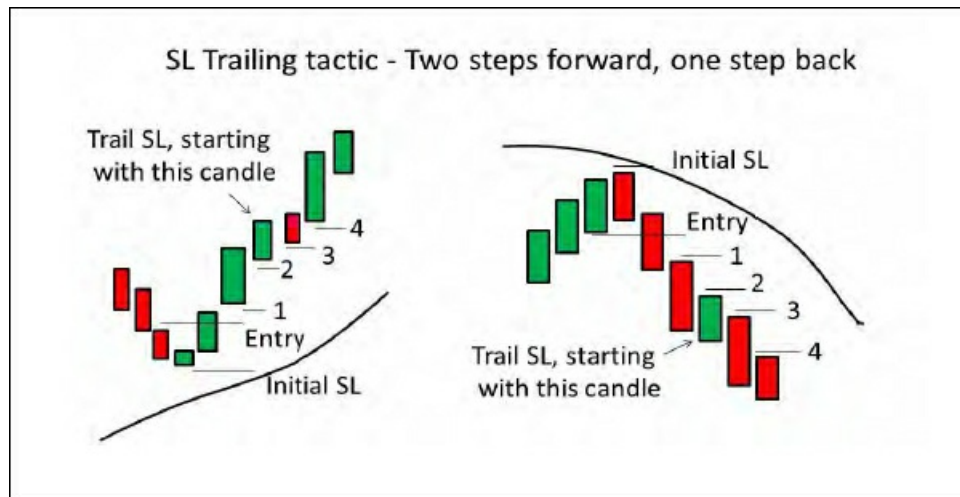 SL Trailing tactic - Two steps forward, one step back
Trail SL, starting
with this candle
4
3
2
1
Entry
Initial SL
Initial SL
Entry
1
2
3
4
Trail SL, starting
with this candle